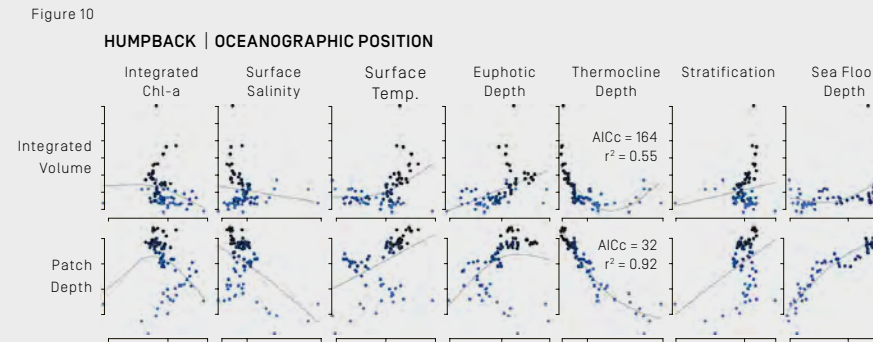 Figure 10
HUMPBACK | OCEANOGRAPHIC POSITION
Integrated
Chl-a
Surface
Salinity
Surface
Temp.
Euphotic
Depth
Thermocline
Depth
Stratification
Sea Floo
Depth
Integrated
Volume
AICc = 164
r² = 0.55
Patch
Depth
AICc = 32
r² = 0.92